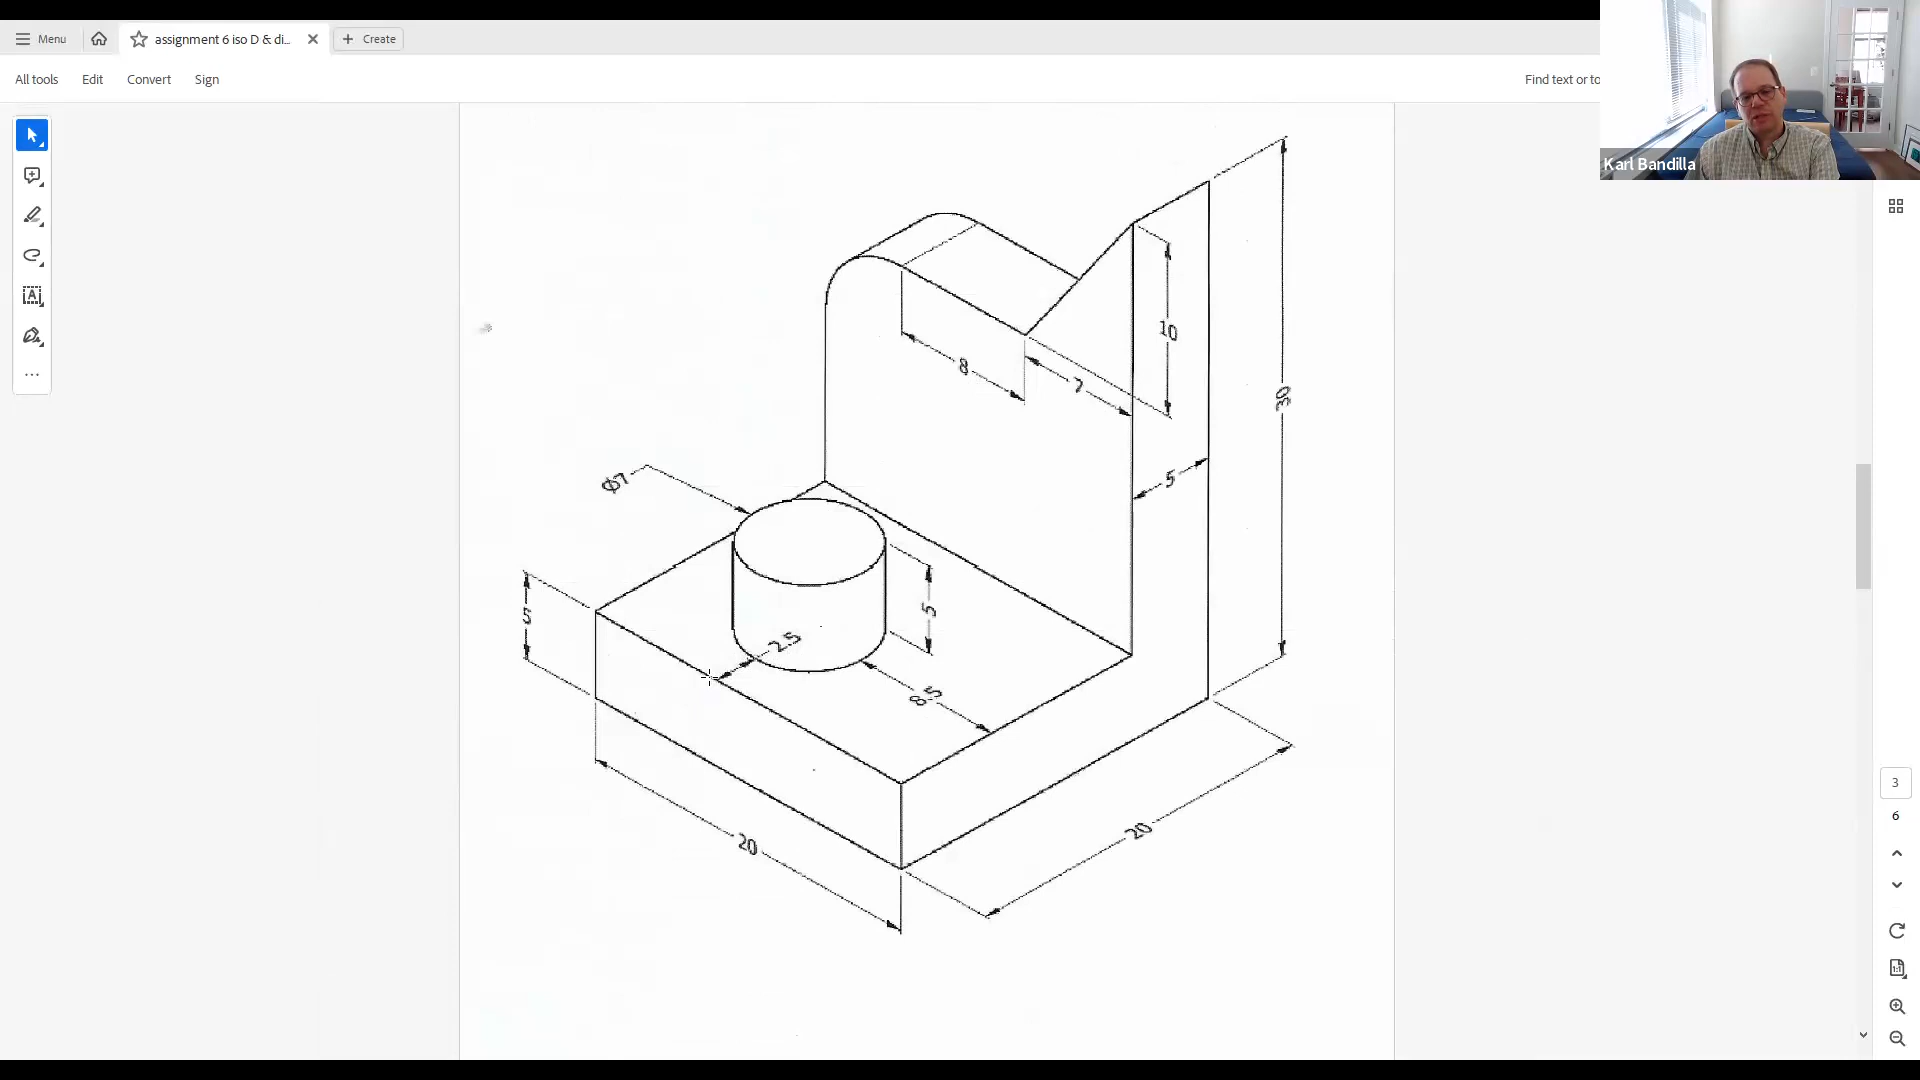 Menu
assignment 6 iso D & di...
Create
All tools
Edit
Convert
Sign
Find text or to
Karl Bandilla
10
30
8
7
5
Ø7
5
5
2.5
8.5
20
20
3
6